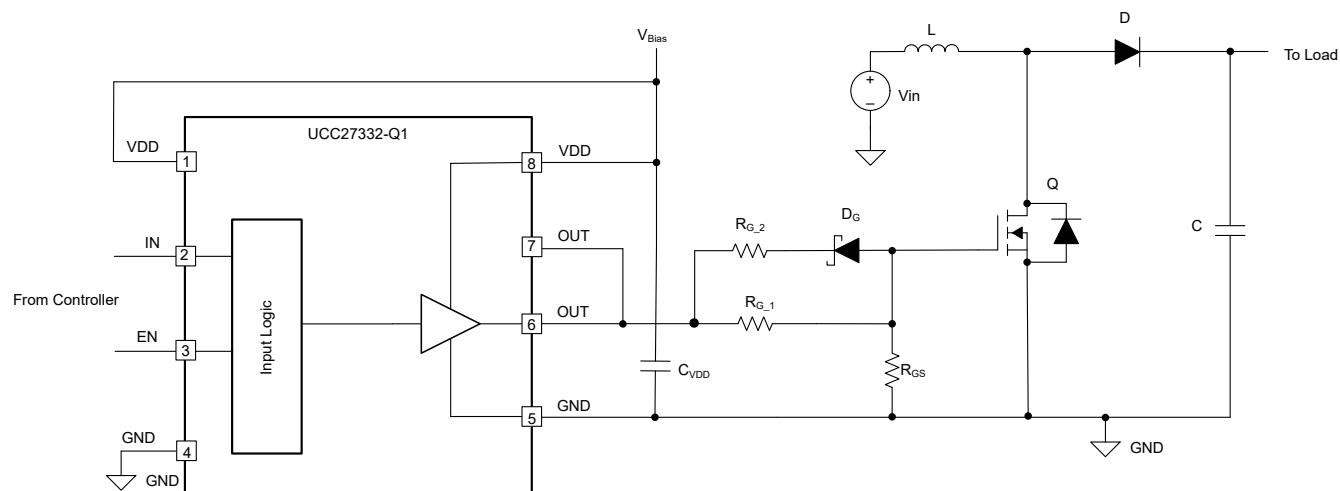 L
D
V_Bias
To Load
Vin
UCC27332-Q1
VDD
1
8
VDD
Q
D_G
R_G_2
7
OUT
IN
2
C
From Controller
Input Logic
R_G_1
6
OUT
EN
3
C_VDD
R_GS
5
GND
GND
4
GND
GND